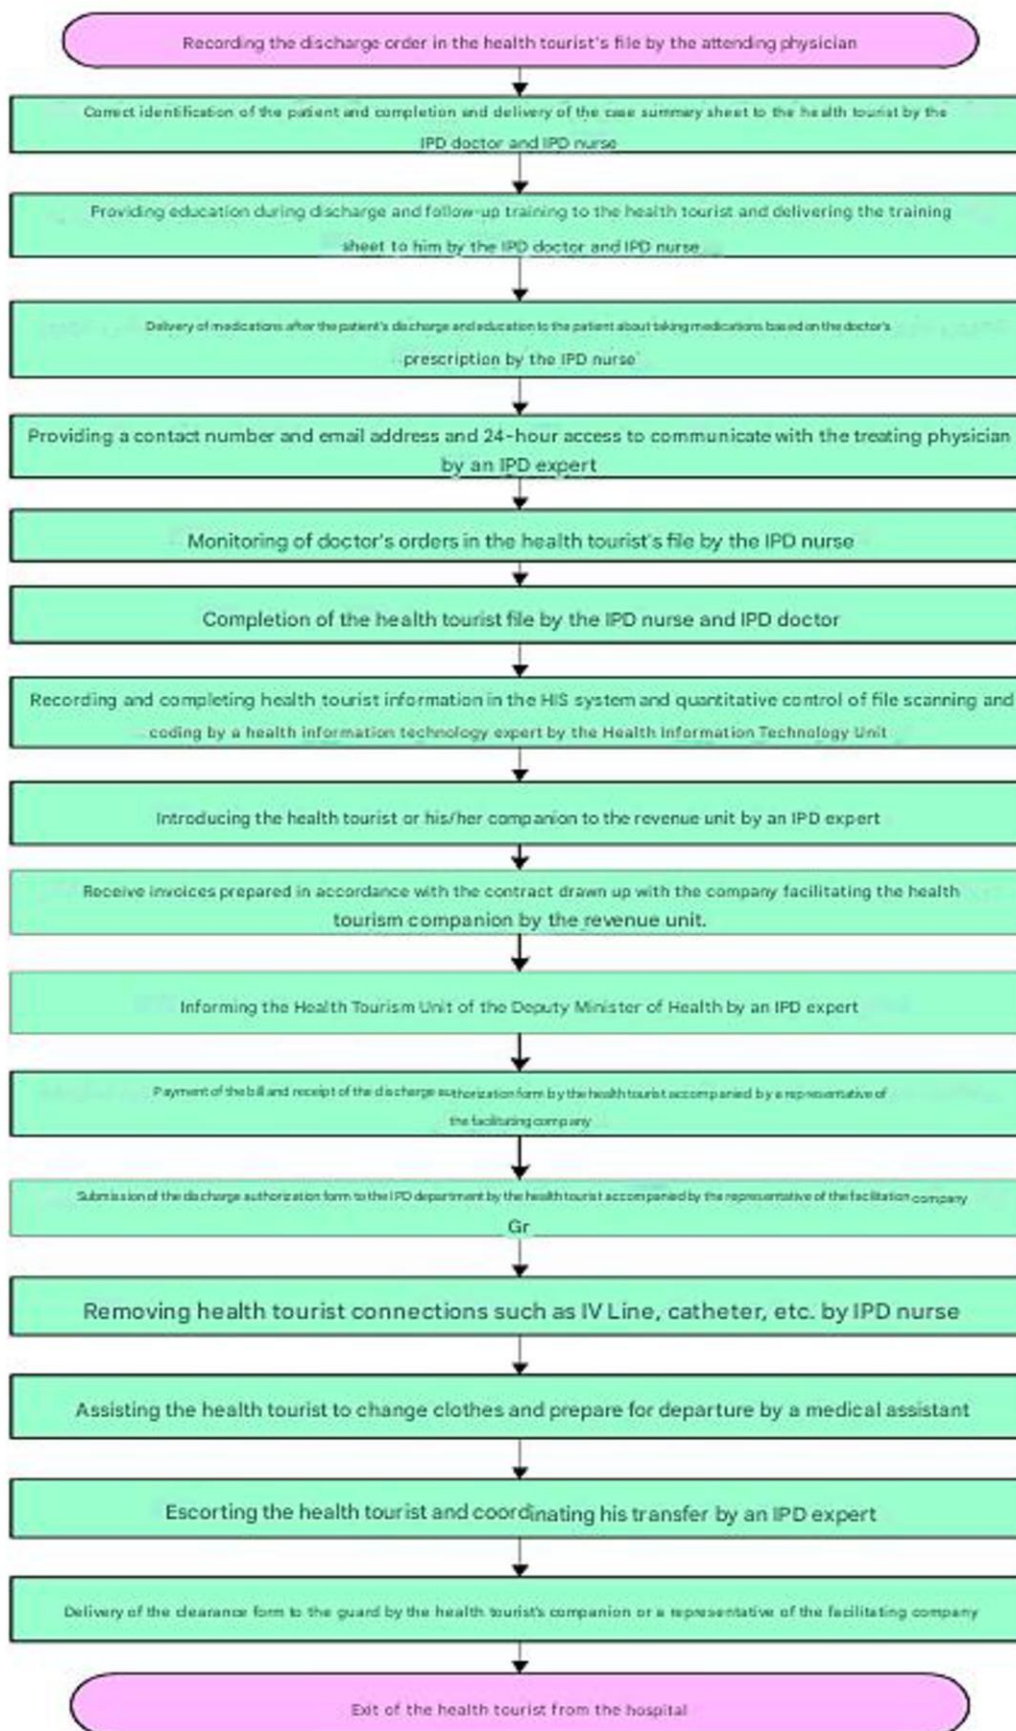 Recording the discharge order in the health tourist's file by the attending physician
Correct identification of the patient and completion and delivery of the case summary sheet to the health tourist by the
IPD doctor and IPD nurse
Providing education during discharge and follow-up training to the health tourist and delivering the training
sheet to him by the IPD doctor and IPD nurse
Delivery of medications after the patient's discharge and education to the patient about taking medications based on the doctor's
prescription by the IPD nurse
Providing a contact number and email address and 24-hour access to communicate with the treating physician
by an IPD expert
Monitoring of doctor's orders in the health tourist's file by the IPD nurse
Completion of the health tourist file by the IPD nurse and IPD doctor
Recording and completing health tourist information in the HIS system and quantitative control of file scanning and
coding by a health information technology expert by the Health Information Technology Unit
Introducing the health tourist or his/her companion to the revenue unit by an IPD expert
Receive invoices prepared in accordance with the contract drawn up with the company facilitating the health
tourism companion by the revenue unit.
Informing the Health Tourism Unit of the Deputy Minister of Health by an IPD expert
Payment of the bill and receipt of the discharge authorization form by the health tourist accompanied by a representative of
the facilitating company
Submission of the discharge authorization form to the IPD department by the health tourist accompanied by the representative of the facilitation company
Gr
Removing health tourist connections such as IV Line, catheter, etc. by IPD nurse
Assisting the health tourist to change clothes and prepare for departure by a medical assistant
Escorting the health tourist and coordinating his transfer by an IPD expert
Delivery of the clearance form to the guard by the health tourist's companion or a representative of the facilitating company
Exit of the health tourist from the hospital